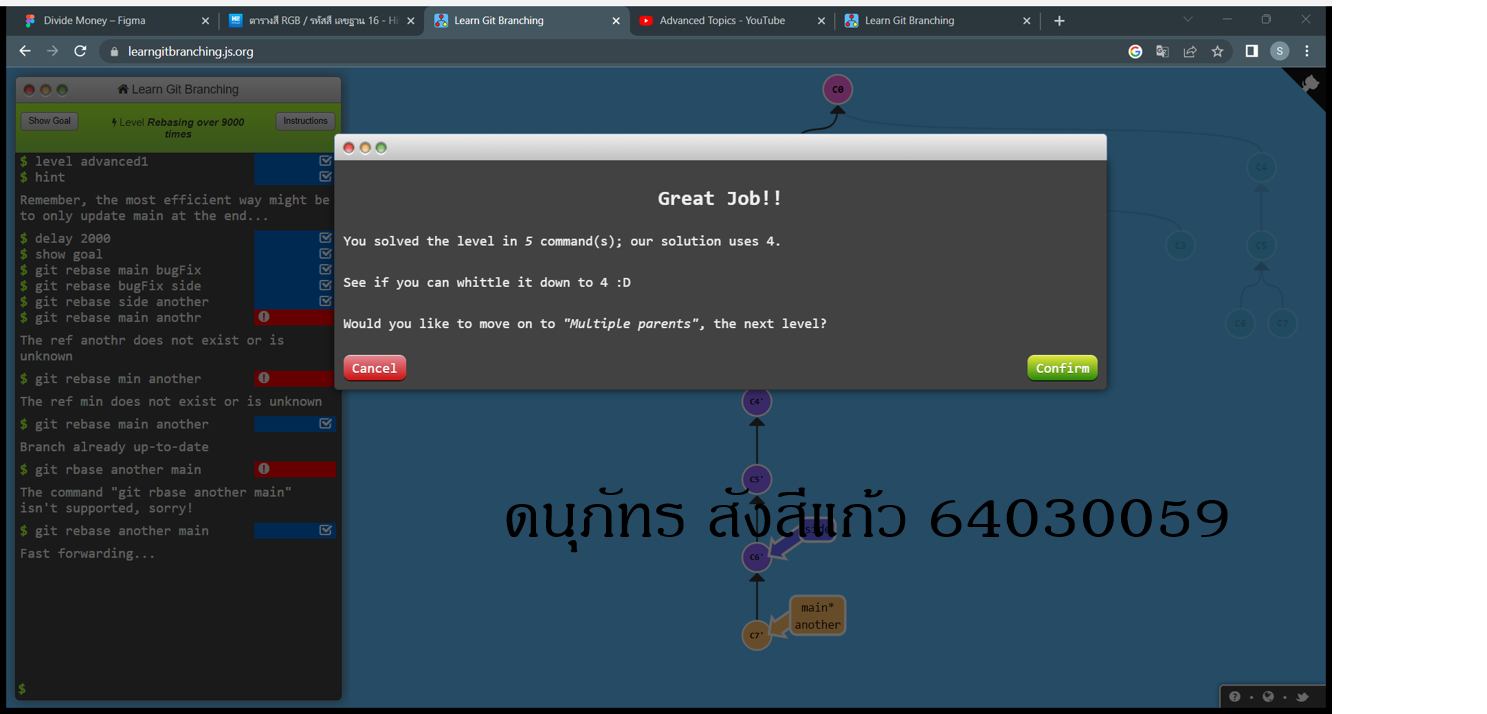 Divide Money – Figma
ตารางสี RGB / รหัสสี เลขฐาน 16 - Hi
Learn Git Branching
Advanced Topics - YouTube
Learn Git Branching
learngitbranching.js.org
S
Learn Git Branching
Show Goal
Level Rebasing over 9000 times
Instructions
$ level advanced1
$ hint
Remember, the most efficient way might be
to only update main at the end...
$ delay 2000
$ show goal
$ git rebase main bugFix
$ git rebase bugFix side
$ git rebase side another
$ git rebase main anothr
The ref anothr does not exist or is
unknown
$ git rebase min another
The ref min does not exist or is unknown
$ git rebase main another
Branch already up-to-date
$ git rbase another main
The command "git rbase another main"
isn't supported, sorry!
$ git rebase another main
Fast forwarding...
$
Great Job!!
You solved the level in 5 command(s); our solution uses 4.
See if you can whittle it down to 4 :D
Would you like to move on to "Multiple parents", the next level?
Cancel
Confirm
C0
C3
C5
C6
C7
C4'
C5'
side
C6'
main*
another
C7'
ดนุภัทร สังสีแก้ว 64030059